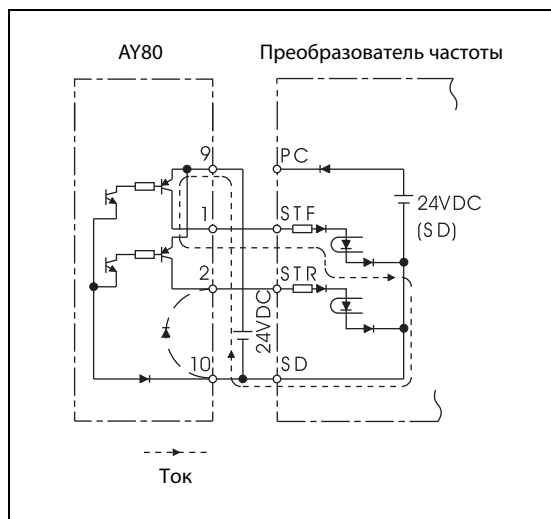 AY80
Преобразователь частоты
9
PC
24VDC
(SD)
1
STF
2
STR
24VDC
10
SD
Ток